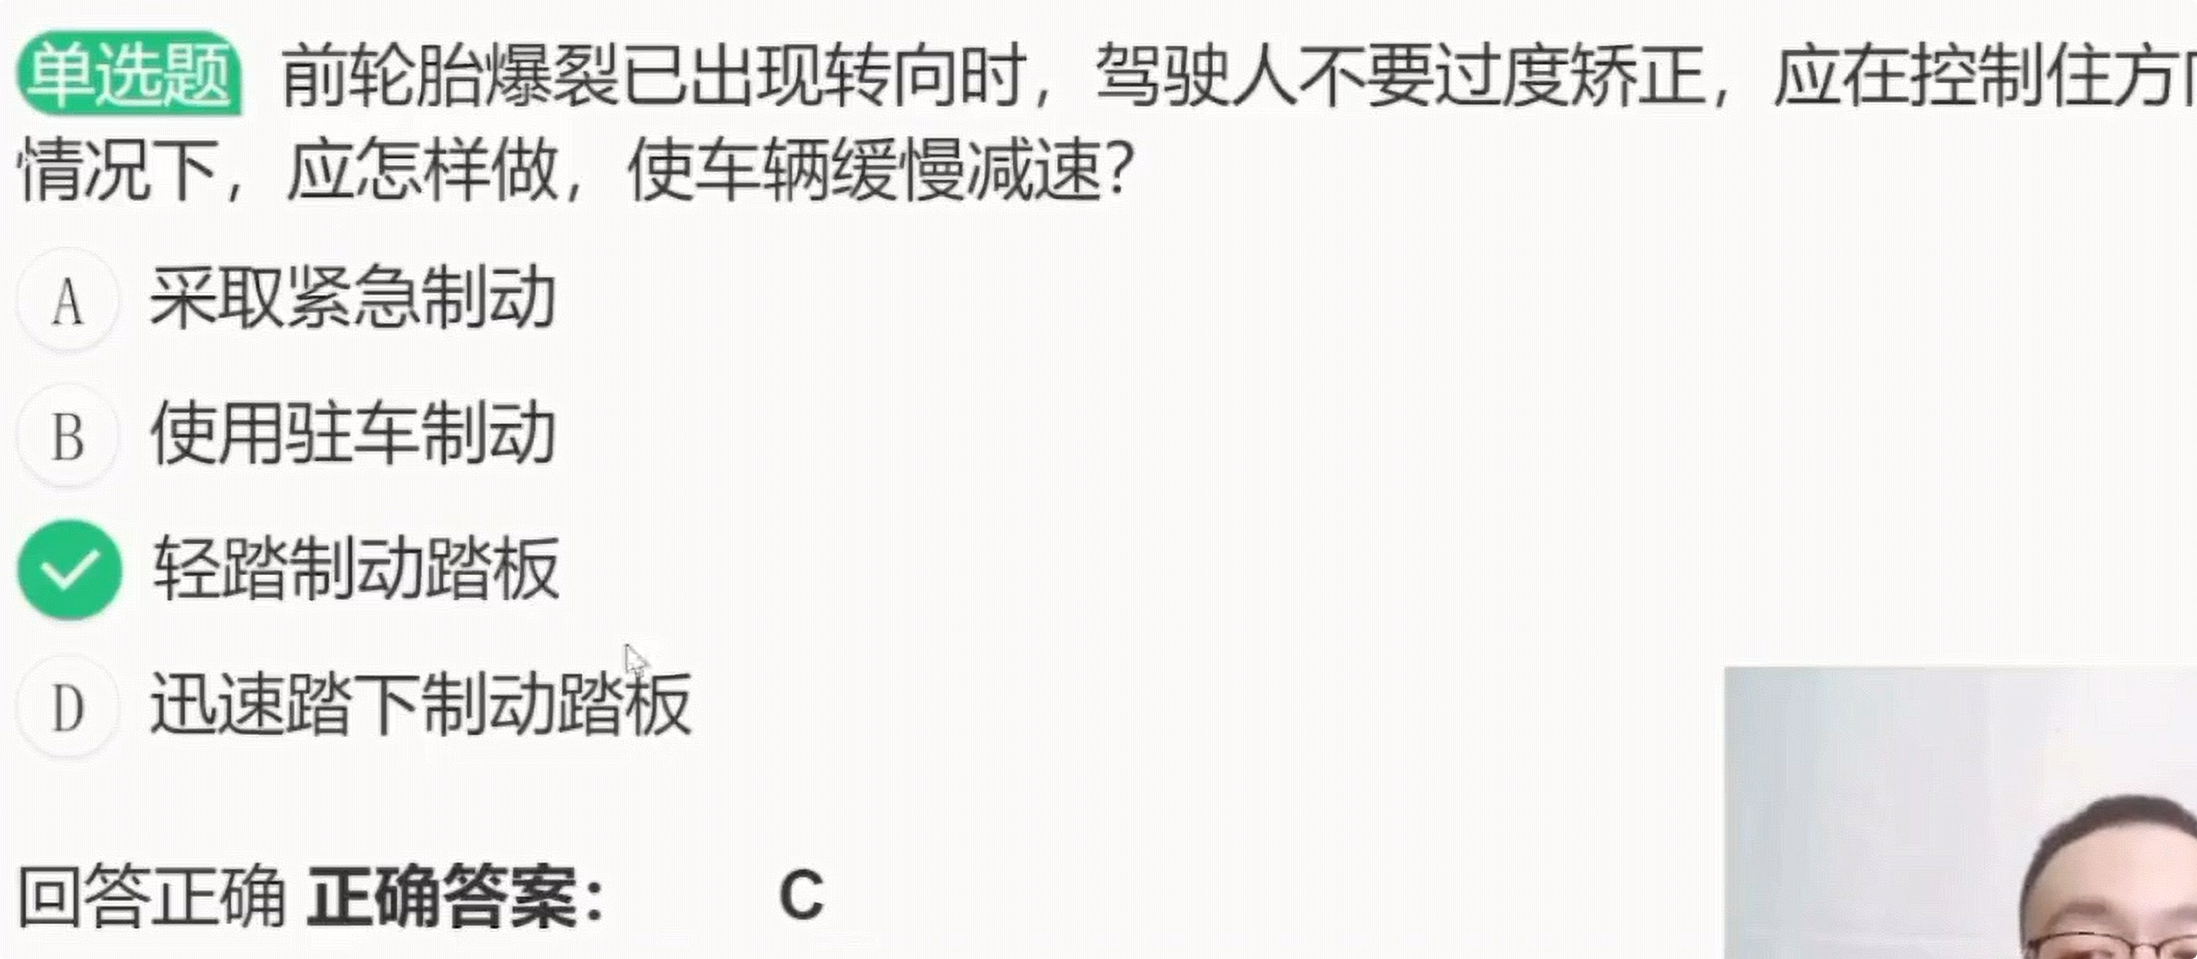 单选题 前轮胎爆裂已出现转向时，驾驶人不要过度矫正，应在控制住方
情况下，应怎样做，使车辆缓慢减速？
A 采取紧急制动
B 使用驻车制动
轻踏制动踏板
D 迅速踏下制动踏板
回答正确 正确答案： C